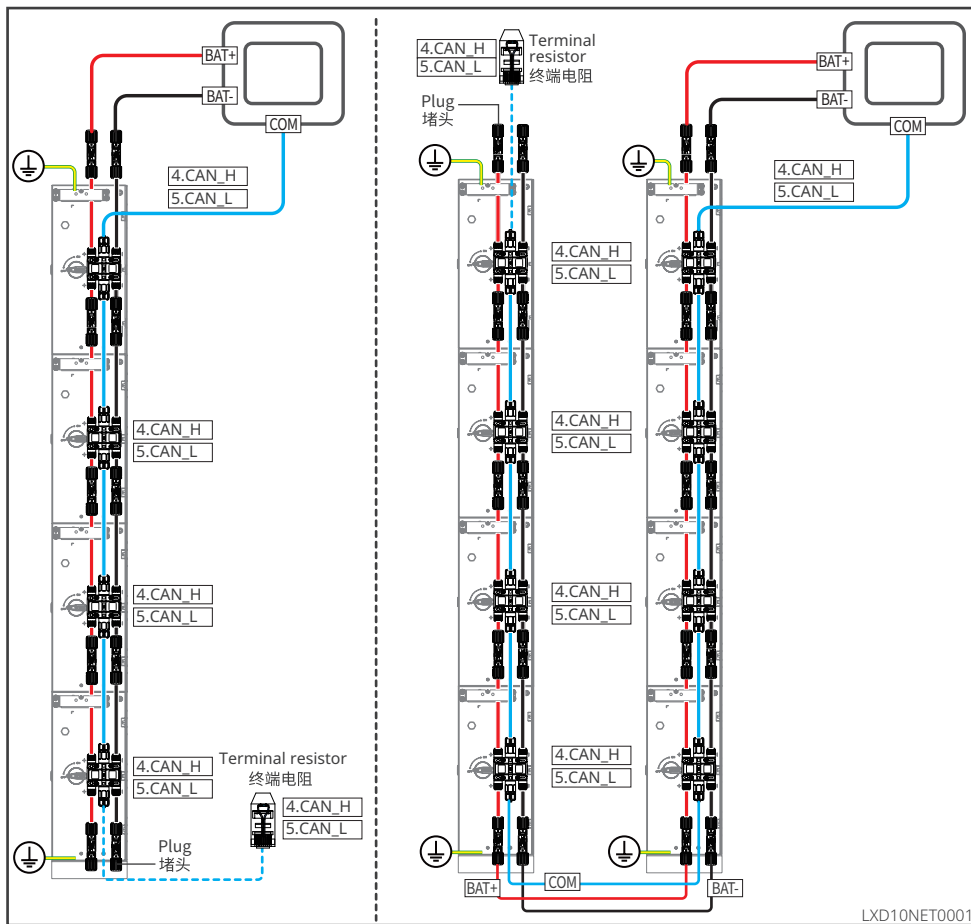 BAT+
BAT-
COM
4.CAN_H
5.CAN_L
4.CAN_H
5.CAN_L
4.CAN_H
5.CAN_L
4.CAN_H
5.CAN_L
Terminal resistor
终端电阻
4.CAN_H
5.CAN_L
Plug
堵头
4.CAN_H
5.CAN_L
Terminal
resistor
终端电阻
Plug
堵头
BAT+
BAT-
COM
4.CAN_H
5.CAN_L
4.CAN_H
5.CAN_L
4.CAN_H
5.CAN_L
4.CAN_H
5.CAN_L
4.CAN_H
5.CAN_L
BAT+
COM
BAT-
LXD10NET0001